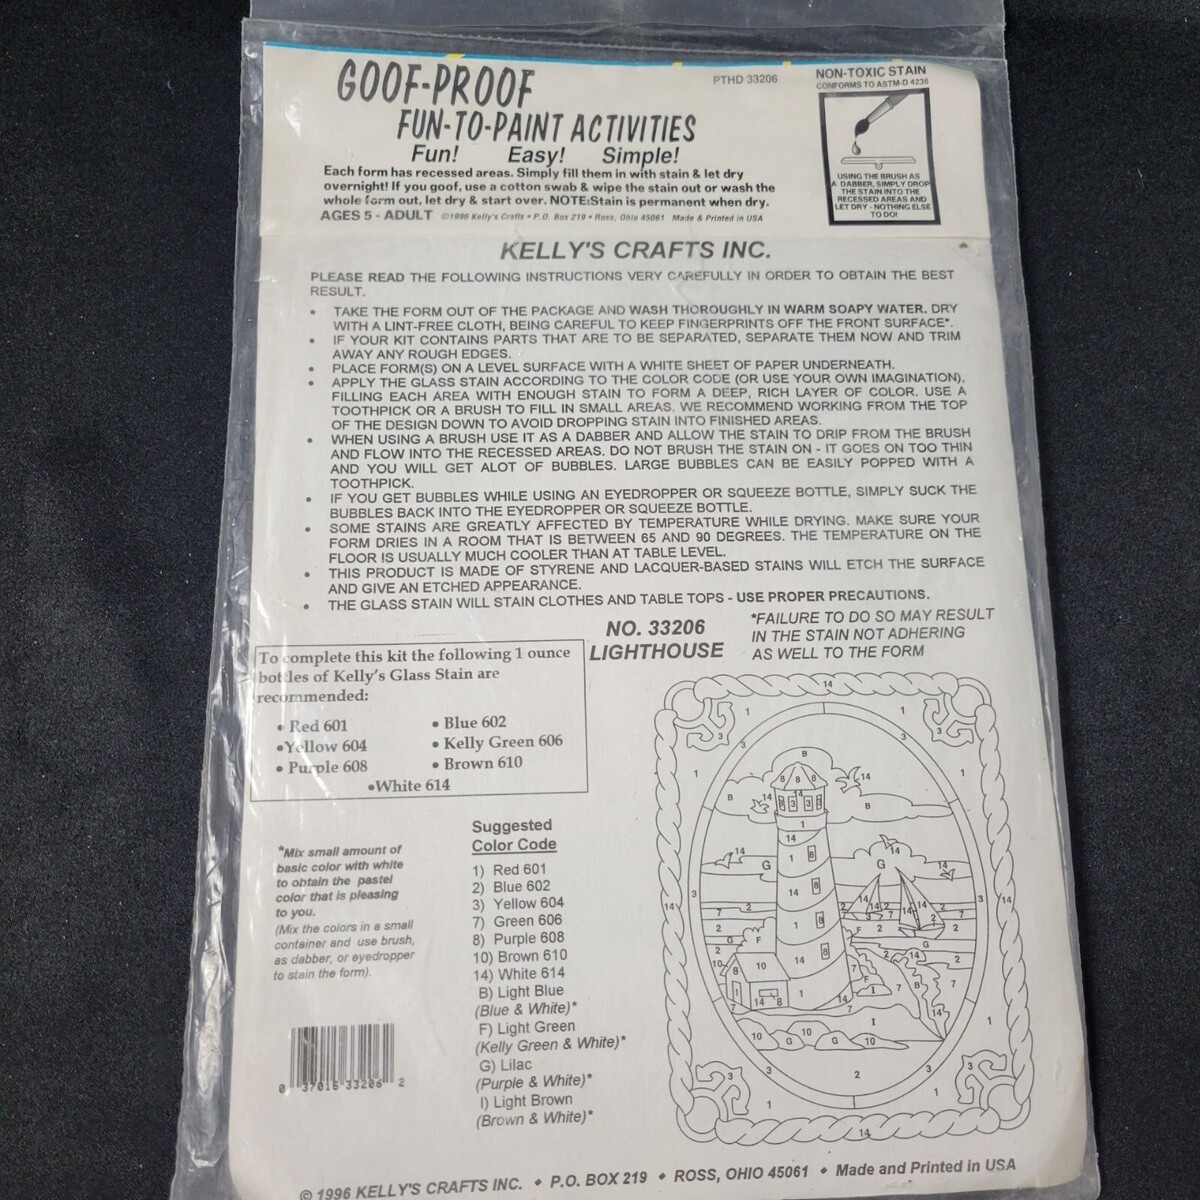 GOOF-PROOF
FUN-TO-PAINT ACTIVITIES
Fun! Easy! Simple!
Each form has recessed areas. Simply fill them in with stain & let dry
overnight! If you goof, use a cotton swab & wipe the stain out or wash the
whole form out, let dry & start over. NOTE:Stain is permanent when dry.
AGES 5 - ADULT ©1996 Kelly's Crafts • P.O. Box 219 • Ross, Ohio 45061 Made & Printed in USA
PTHD 33206
NON-TOXIC STAIN
CONFORMS TO ASTM-D 4236
USING THE BRUSH AS
A DABBER, SIMPLY DROP
THE STAIN INTO THE
RECESSED AREAS AND
LET DRY - NOTHING ELSE
TO DO!
KELLY'S CRAFTS INC.
PLEASE READ THE FOLLOWING INSTRUCTIONS VERY CAREFULLY IN ORDER TO OBTAIN THE BEST
RESULT.
• TAKE THE FORM OUT OF THE PACKAGE AND WASH THOROUGHLY IN WARM SOAPY WATER. DRY
WITH A LINT-FREE CLOTH, BEING CAREFUL TO KEEP FINGERPRINTS OFF THE FRONT SURFACE*.
• IF YOUR KIT CONTAINS PARTS THAT ARE TO BE SEPARATED, SEPARATE THEM NOW AND TRIM
AWAY ANY ROUGH EDGES.
• PLACE FORM(S) ON A LEVEL SURFACE WITH A WHITE SHEET OF PAPER UNDERNEATH.
• APPLY THE GLASS STAIN ACCORDING TO THE COLOR CODE (OR USE YOUR OWN IMAGINATION),
FILLING EACH AREA WITH ENOUGH STAIN TO FORM A DEEP, RICH LAYER OF COLOR. USE A
TOOTHPICK OR A BRUSH TO FILL IN SMALL AREAS. WE RECOMMEND WORKING FROM THE TOP
OF THE DESIGN DOWN TO AVOID DROPPING STAIN INTO FINISHED AREAS.
• WHEN USING A BRUSH USE IT AS A DABBER AND ALLOW THE STAIN TO DRIP FROM THE BRUSH
AND FLOW INTO THE RECESSED AREAS. DO NOT BRUSH THE STAIN ON - IT GOES ON TOO THIN
AND YOU WILL GET ALOT OF BUBBLES. LARGE BUBBLES CAN BE EASILY POPPED WITH A
TOOTHPICK.
• IF YOU GET BUBBLES WHILE USING AN EYEDROPPER OR SQUEEZE BOTTLE, SIMPLY SUCK THE
BUBBLES BACK INTO THE EYEDROPPER OR SQUEEZE BOTTLE.
• SOME STAINS ARE GREATLY AFFECTED BY TEMPERATURE WHILE DRYING. MAKE SURE YOUR
FORM DRIES IN A ROOM THAT IS BETWEEN 65 AND 90 DEGREES. THE TEMPERATURE ON THE
FLOOR IS USUALLY MUCH COOLER THAN AT TABLE LEVEL.
• THIS PRODUCT IS MADE OF STYRENE AND LACQUER-BASED STAINS WILL ETCH THE SURFACE
AND GIVE AN ETCHED APPEARANCE.
• THE GLASS STAIN WILL STAIN CLOTHES AND TABLE TOPS - USE PROPER PRECAUTIONS.
NO. 33206
LIGHTHOUSE
*FAILURE TO DO SO MAY RESULT
IN THE STAIN NOT ADHERING
AS WELL TO THE FORM
To complete this kit the following 1 ounce
bottles of Kelly's Glass Stain are
recommended:
• Red 601 • Blue 602
•Yellow 604 • Kelly Green 606
• Purple 608 • Brown 610
•White 614
*Mix small amount of
basic color with white
to obtain the pastel
color that is pleasing
to you.
(Mix the colors in a small
container and use brush,
as dabber, or eyedropper
to stain the form).
Suggested
Color Code
1) Red 601
2) Blue 602
3) Yellow 604
7) Green 606
8) Purple 608
10) Brown 610
14) White 614
B) Light Blue
(Blue & White)*
F) Light Green
(Kelly Green & White)*
G) Lilac
(Purple & White)*
I) Light Brown
(Brown & White)*
0 37015 33206 2
© 1996 KELLY'S CRAFTS INC. • P.O. BOX 219 • ROSS, OHIO 45061 • Made and Printed in USA